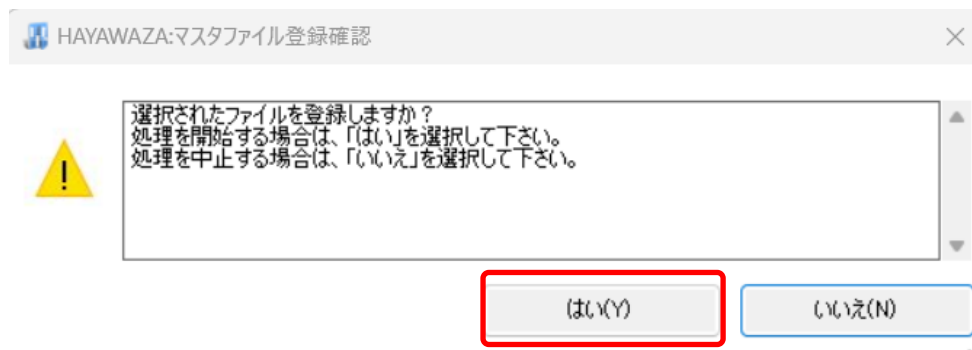 HAYAWAZA:マスタファイル登録確認
選択されたファイルを登録しますか？
処理を開始する場合は、「はい」を選択して下さい。
処理を中止する場合は、「いいえ」を選択して下さい。
はい(Y)
いいえ(N)